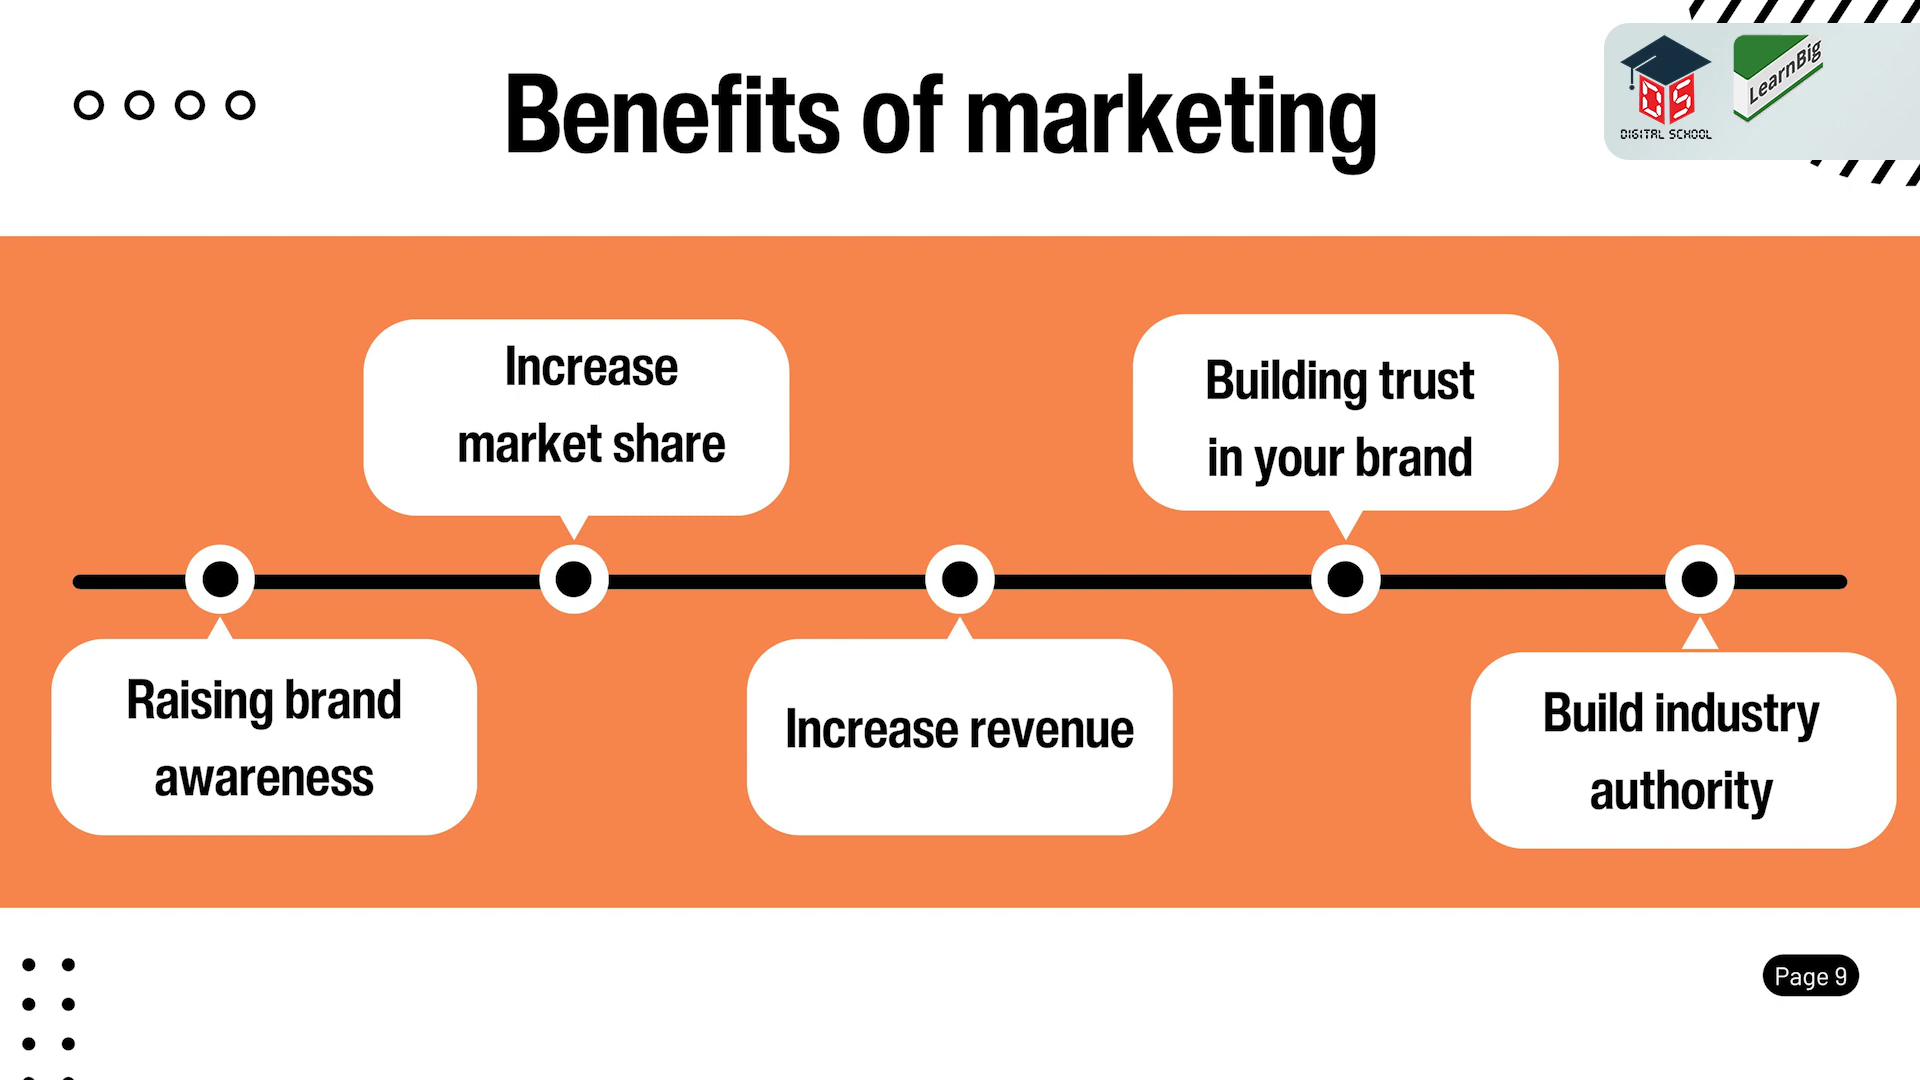 Benefits of marketing
DS
DIGITAL SCHOOL
LearnBig
Increase
market share
Building trust
in your brand
Raising brand
awareness
Increase revenue
Build industry
authority
Page 9